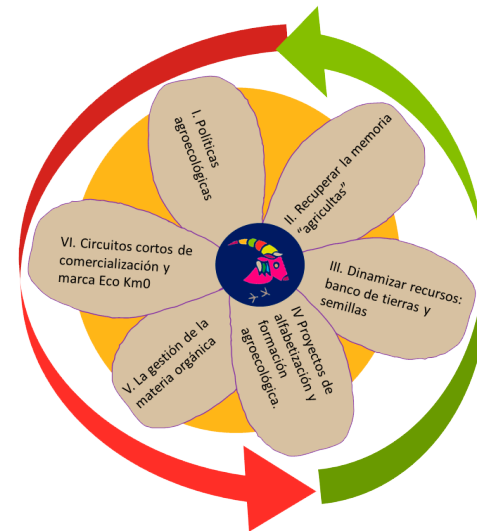 I. Políticas
agroecológicas
II. Recuperar la memoria
"agricultas"
III. Dinamizar recursos:
banco de tierras y
semillas
IV Proyectos de
alfabetización y
formación
agroecológica.
V. La gestión de la
materia orgánica
VI. Circuitos cortos de
comercialización y
marca Eco Km0